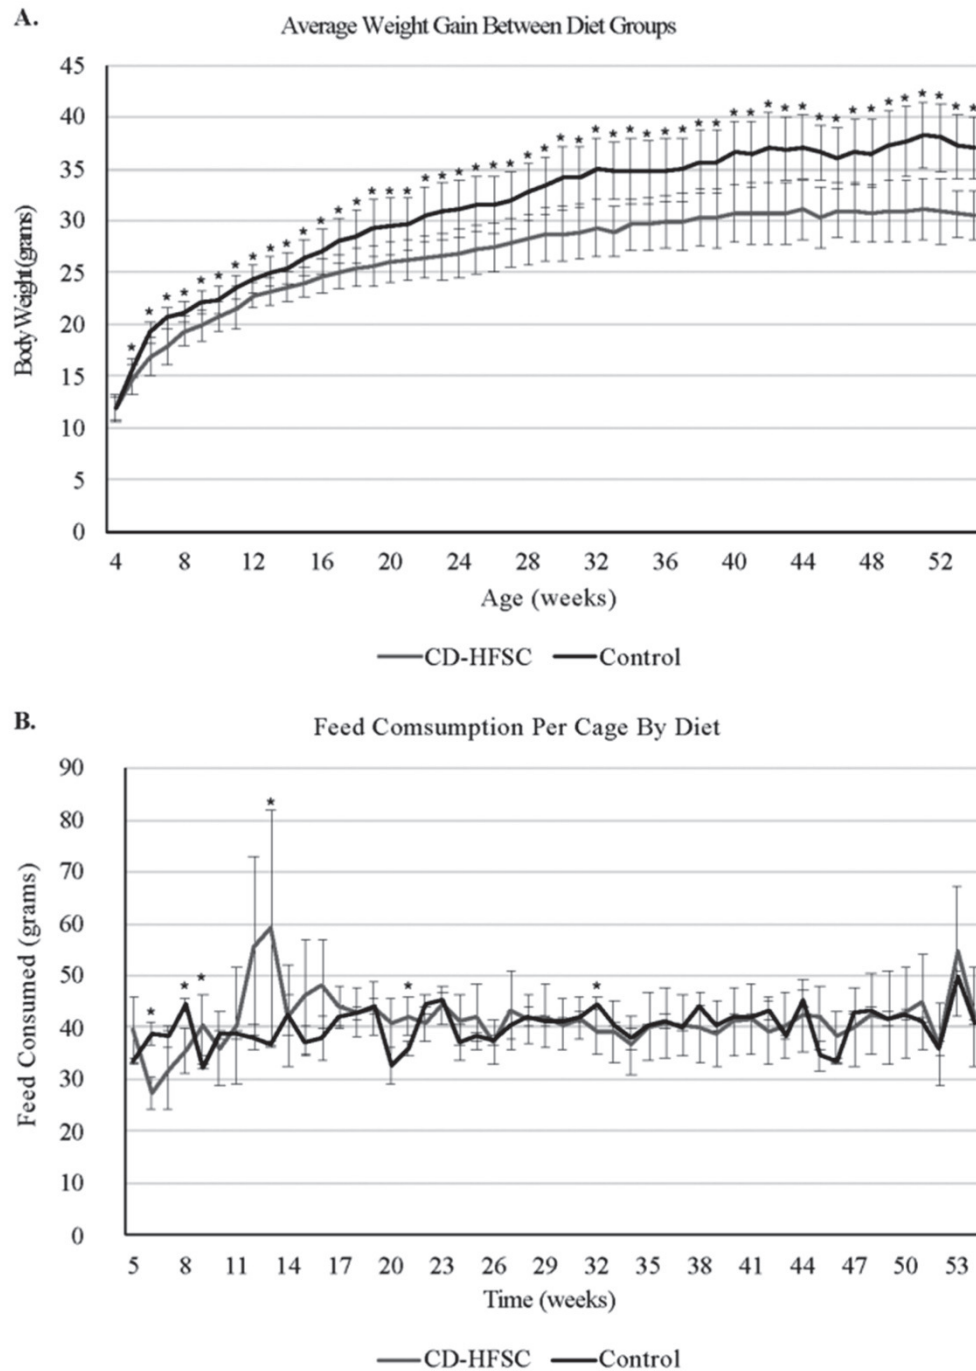 A.
Average Weight Gain Between Diet Groups
45
40
35
30
25
20
15
10
5
0
Body Weight (grams)
4 8 12 16 20 24 28 32 36 40 44 48 52
Age (weeks)
CD-HFSC Control
B.
Feed Comsumption Per Cage By Diet
90
80
70
60
50
40
30
20
10
0
Feed Consumed (grams)
5 8 11 14 17 20 23 26 29 32 35 38 41 44 47 50 53
Time (weeks)
CD-HFSC Control